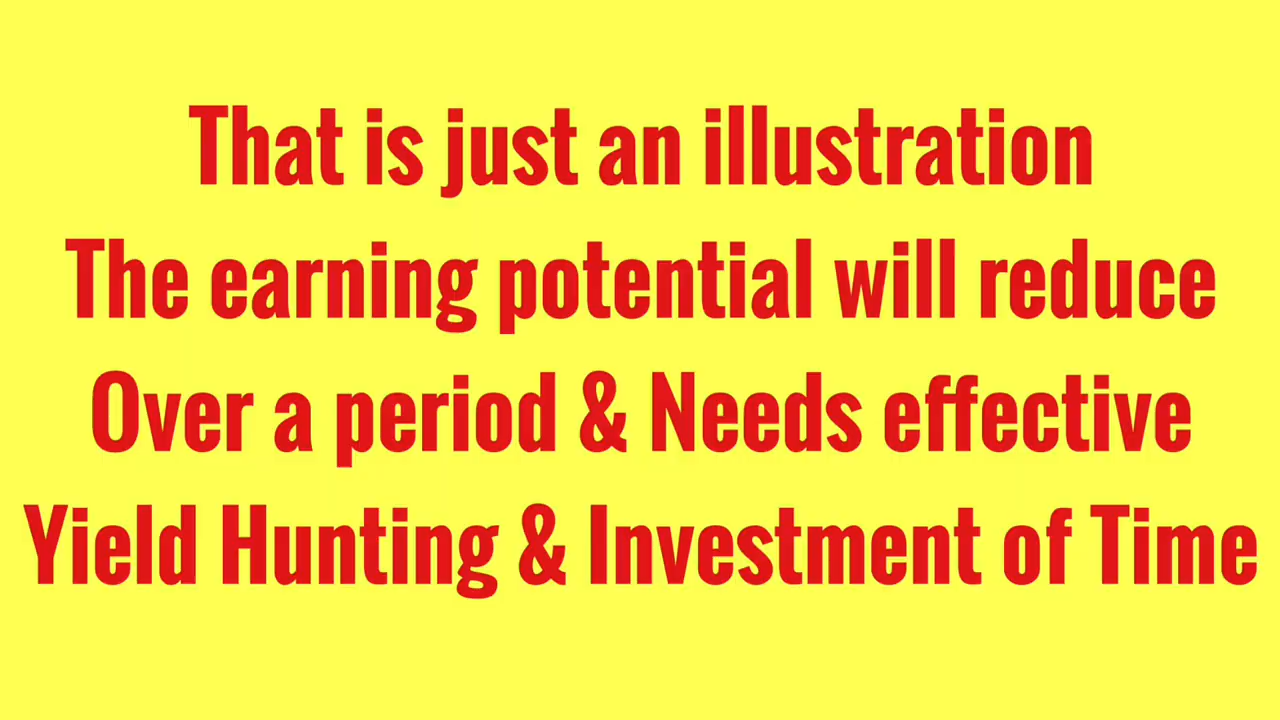 That is just an illustration
The earning potential will reduce
Over a period & Needs effective
Yield Hunting & Investment of Time